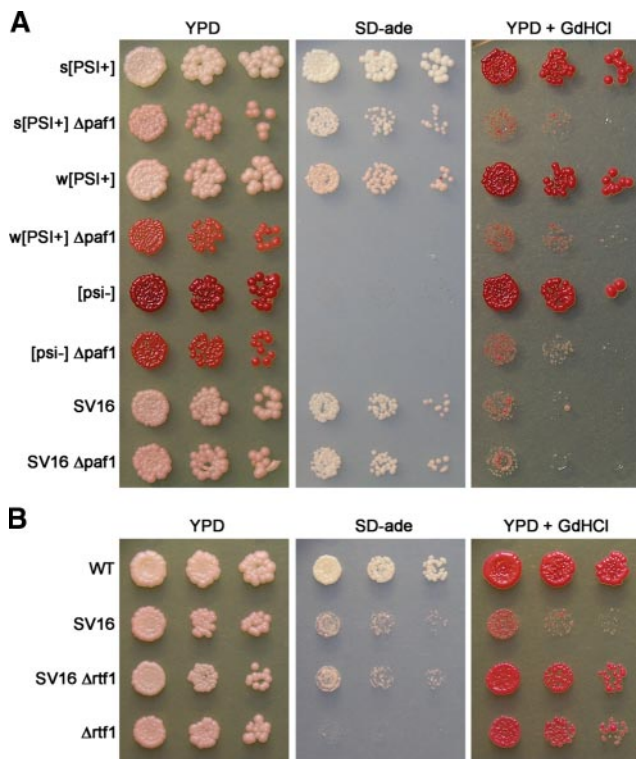 A
YPD SD-ade YPD + GdHCl
s[PSI+]
s[PSI+] Δpaf1
w[PSI+]
w[PSI+] Δpaf1
[psi-]
[psi-] Δpaf1
SV16
SV16 Δpaf1
B
YPD SD-ade YPD + GdHCl
WT
SV16
SV16 Δrtf1
Δrtf1